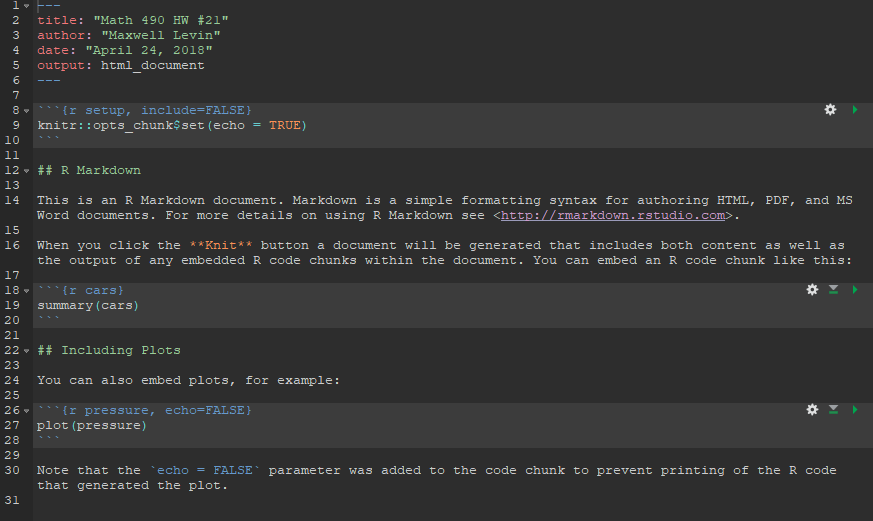 1 ---
2 title: "Math 490 HW #21"
3 author: "Maxwell Levin"
4 date: "April 24, 2018"
5 output: html_document
6 ---
7
8 ```{r setup, include=FALSE}
9 knitr::opts_chunk$set(echo = TRUE)
10 ```
11
12 ## R Markdown
13
14 This is an R Markdown document. Markdown is a simple formatting syntax for authoring HTML, PDF, and MS
Word documents. For more details on using R Markdown see <http://rmarkdown.rstudio.com>.
15
16 When you click the **Knit** button a document will be generated that includes both content as well as
the output of any embedded R code chunks within the document. You can embed an R code chunk like this:
17
18 ```{r cars}
19 summary(cars)
20 ```
21
22 ## Including Plots
23
24 You can also embed plots, for example:
25
26 ```{r pressure, echo=FALSE}
27 plot(pressure)
28 ```
29
30 Note that the `echo = FALSE` parameter was added to the code chunk to prevent printing of the R code
that generated the plot.
31